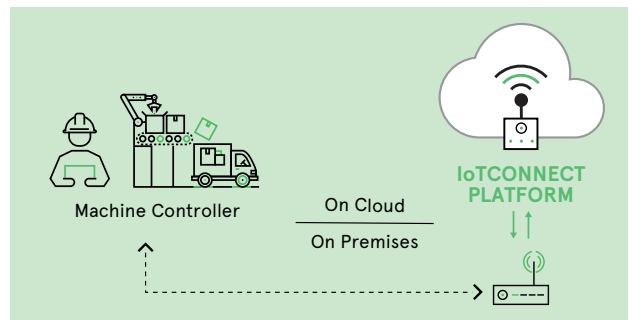 Machine Controller
On Cloud
On Premises
IoTCONNECT
PLATFORM